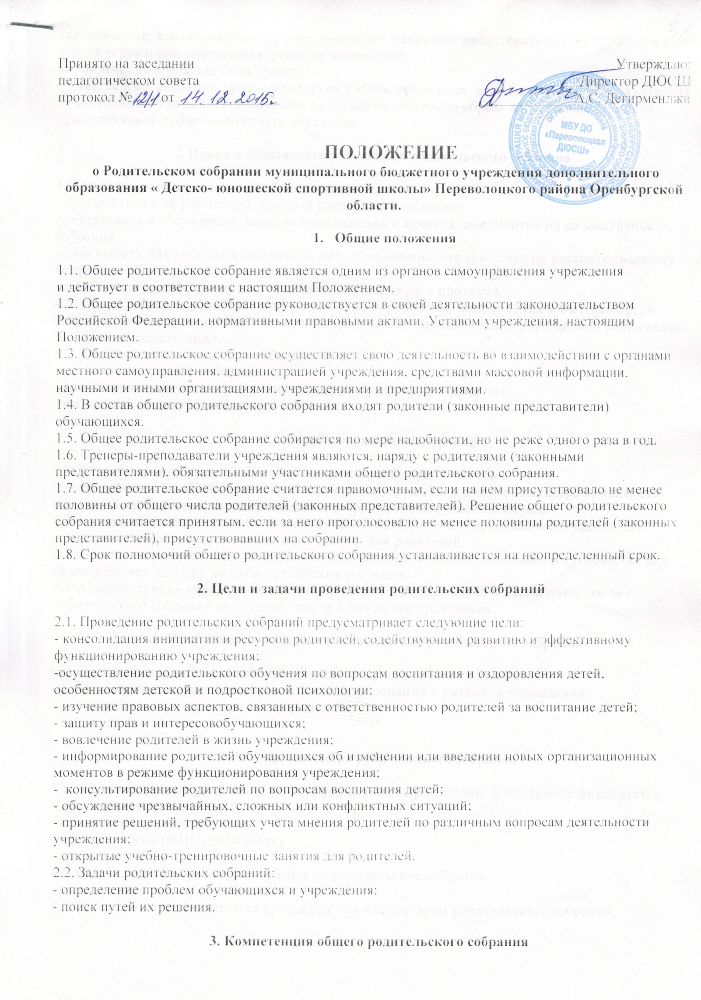 Принято на заседании
педагогическом совета
протокол № 12/1 от 14.12.2015г.
Утверждаю:
Директор ДЮСШ
А.С. Дегирменджи
МБУ ДО
«Переволоцкая
ДЮСШ»
ОГРН 1025602666946
ПОЛОЖЕНИЕ
о Родительском собрании муниципального бюджетного учреждения дополнительного
образования « Детско- юношеской спортивной школы» Переволоцкого района Оренбургской
области.
1. Общие положения
1.1. Общее родительское собрание является одним из органов самоуправления учреждения
и действует в соответствии с настоящим Положением.
1.2. Общее родительское собрание руководствуется в своей деятельности законодательством
Российской Федерации, нормативными правовыми актами, Уставом учреждения, настоящим
Положением.
1.3. Общее родительское собрание осуществляет свою деятельность во взаимодействии с органами
местного самоуправления, администрацией учреждения, средствами массовой информации,
научными и иными организациями, учреждениями и предприятиями.
1.4. В состав общего родительского собрания входят родители (законные представители)
обучающихся.
1.5. Общее родительское собрание собирается по мере надобности, но не реже одного раза в год.
1.6. Тренеры-преподаватели учреждения являются, наряду с родителями (законными
представителями), обязательными участниками общего родительского собрания.
1.7. Общее родительское собрание считается правомочным, если на нем присутствовало не менее
половины от общего числа родителей (законных представителей). Решение общего родительского
собрания считается принятым, если за него проголосовало не менее половины родителей (законных
представителей), присутствовавших на собрании.
1.8. Срок полномочий общего родительского собрания устанавливается на неопределенный срок.
2. Цели и задачи проведения родительских собраний
2.1. Проведение родительских собраний предусматривает следующие цели:
- консолидация инициатив и ресурсов родителей, содействующих развитию и эффективному
функционированию учреждения;
-осуществление родительского обучения по вопросам воспитания и оздоровления детей,
особенностям детской и подростковой психологии;
- изучение правовых аспектов, связанных с ответственностью родителей за воспитание детей;
- защиту прав и интересовобучающихся;
- вовлечение родителей в жизнь учреждения;
- информирование родителей обучающихся об изменении или введении новых организационных
моментов в режиме функционирования учреждения;
- консультирование родителей по вопросам воспитания детей;
- обсуждение чрезвычайных, сложных или конфликтных ситуаций;
- принятие решений, требующих учета мнения родителей по различным вопросам деятельности
учреждения;
- открытые учебно-тренировочные занятия для родителей.
2.2. Задачи родительских собраний:
- определение проблем обучающихся и учреждения;
- поиск путей их решения.
3. Компетенция общего родительского собрания